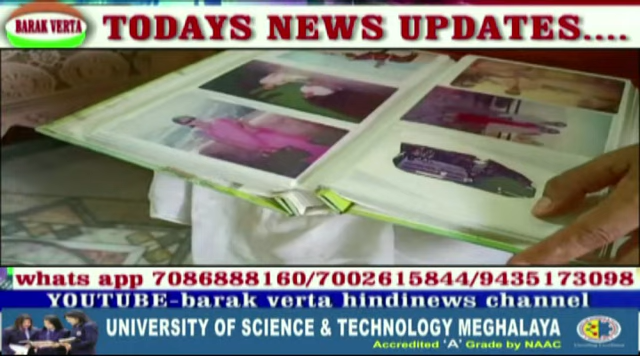 BARAK VERTA
TODAYS NEWS UPDATES....
whats app 7086888160/7002615844/9435173098
YOUTUBE-barak verta hindinews channel
UNIVERSITY OF SCIENCE & TECHNOLOGY MEGHALAYA
Accredited 'A' Grade by NAAC